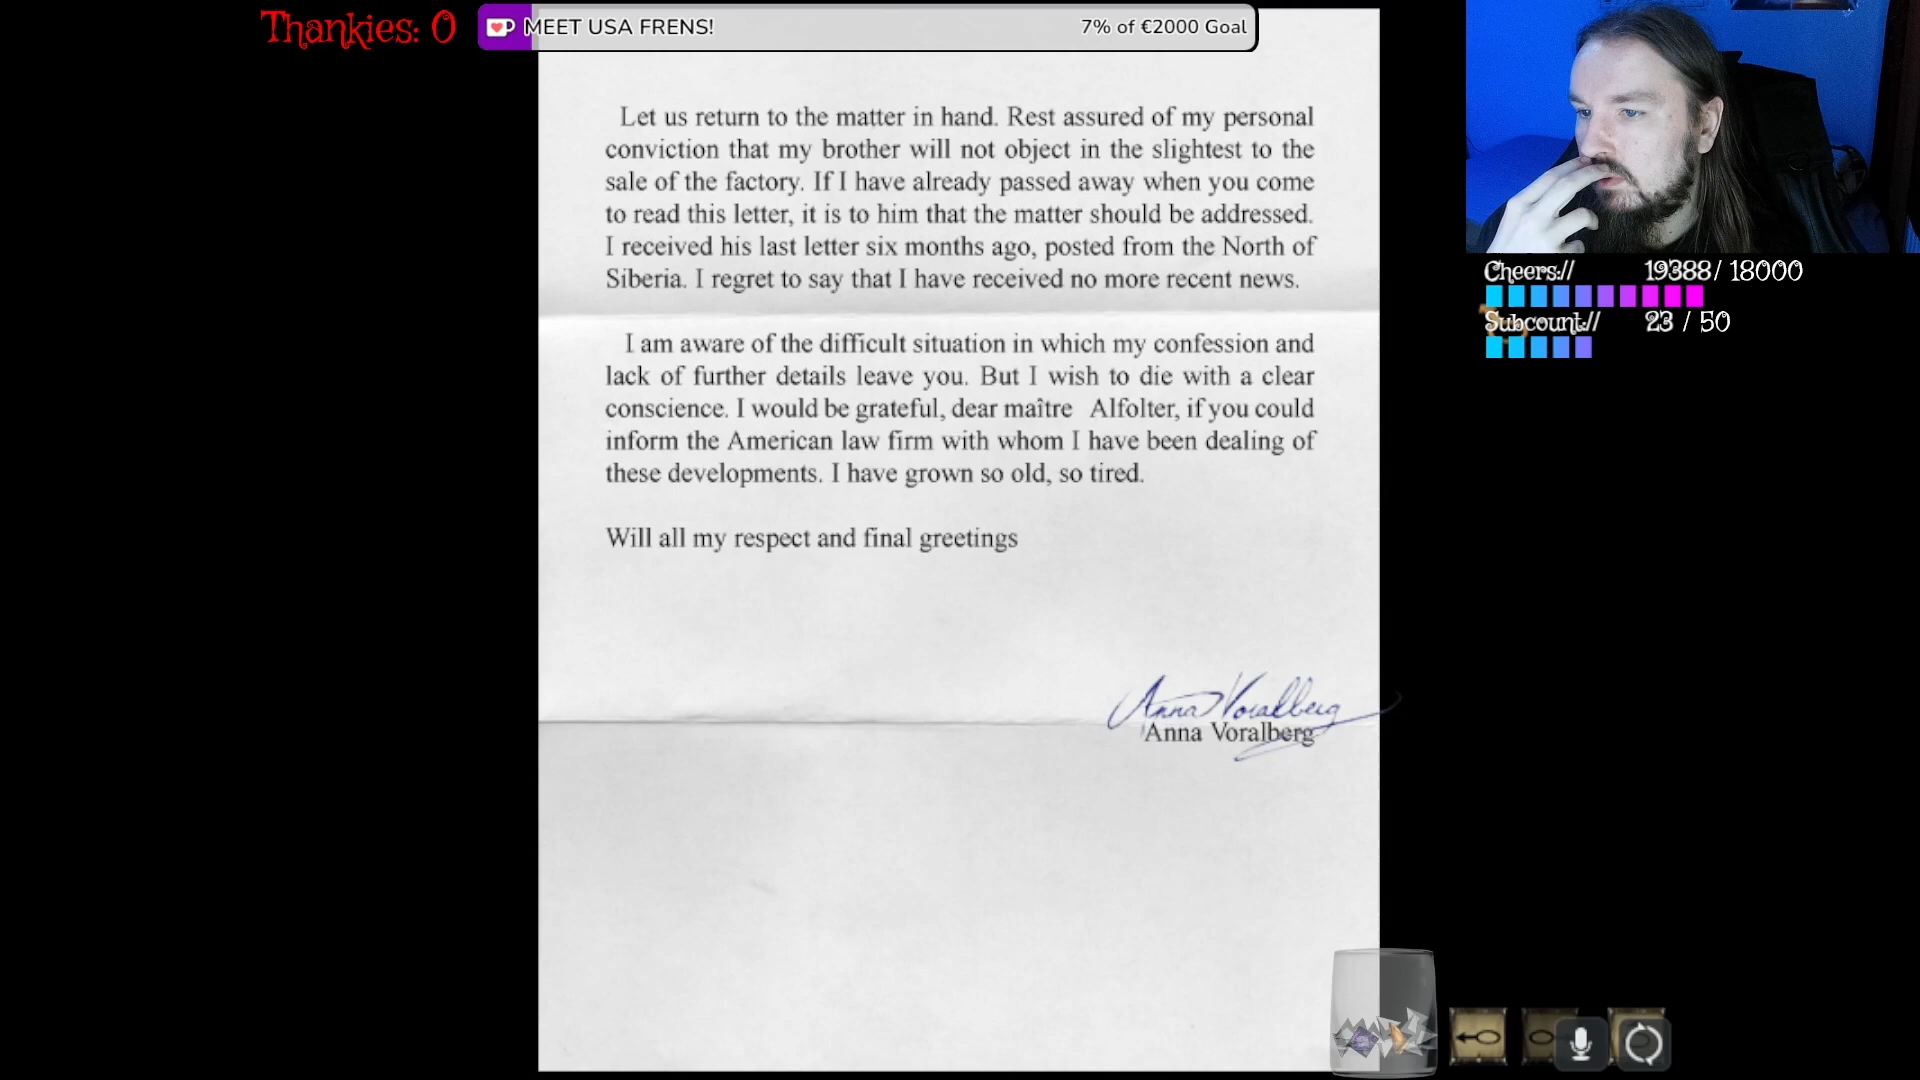 Thankies: 0
MEET USA FRENS!
7% of €2000 Goal
Let us return to the matter in hand. Rest assured of my personal
conviction that my brother will not object in the slightest to the
sale of the factory. If I have already passed away when you come
to read this letter, it is to him that the matter should be addressed.
I received his last letter six months ago, posted from the North of
Siberia. I regret to say that I have received no more recent news.
I am aware of the difficult situation in which my confession and
lack of further details leave you. But I wish to die with a clear
conscience. I would be grateful, dear maître Alfolter, if you could
inform the American law firm with whom I have been dealing of
these developments. I have grown so old, so tired.
Will all my respect and final greetings
Anna Voralberg
Anna Voralberg
Cheers// 19388/ 18000
Subcount// 23 / 50